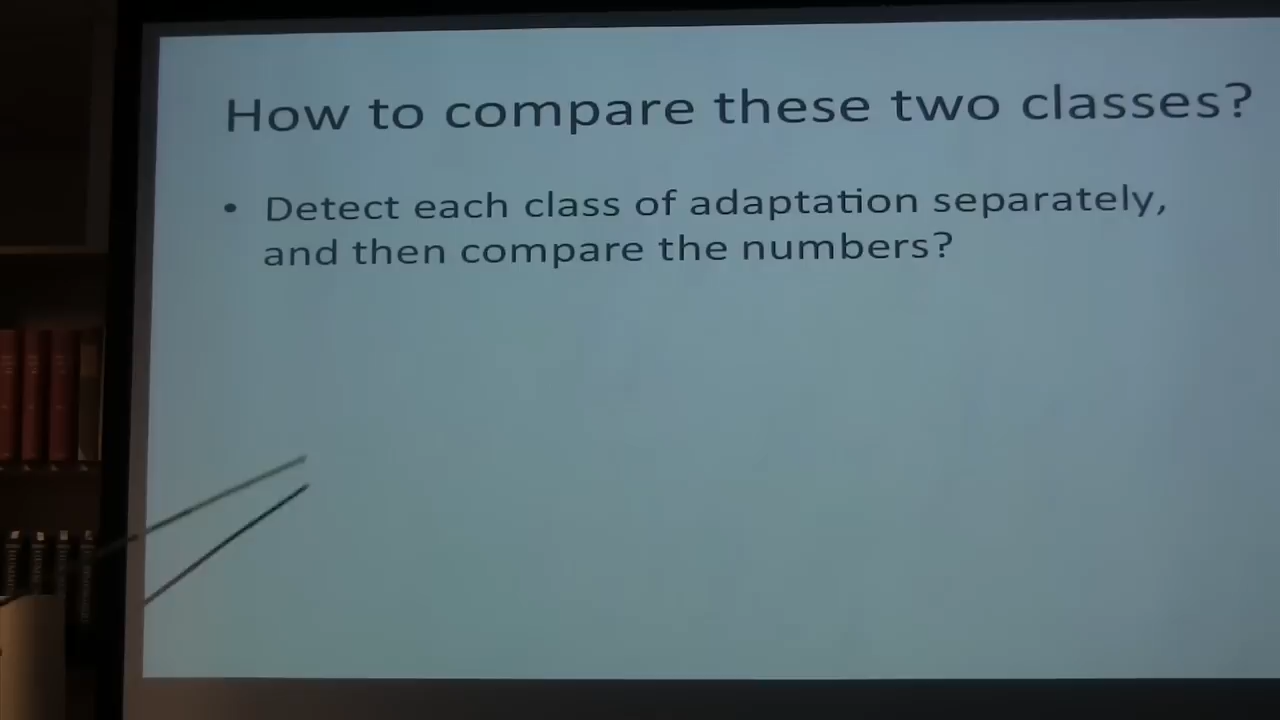 How to compare these two classes?
• Detect each class of adaptation separately,
and then compare the numbers?